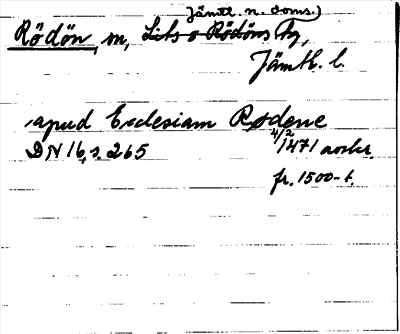 Jämtl. n. doms.)
Rödön, sn, Lits o Rödöns tg,
Jämtl. l.
apud Ecclesiam Rødene
DN 16, s. 265 4/2 1471 avskr.
fr. 1500-t.